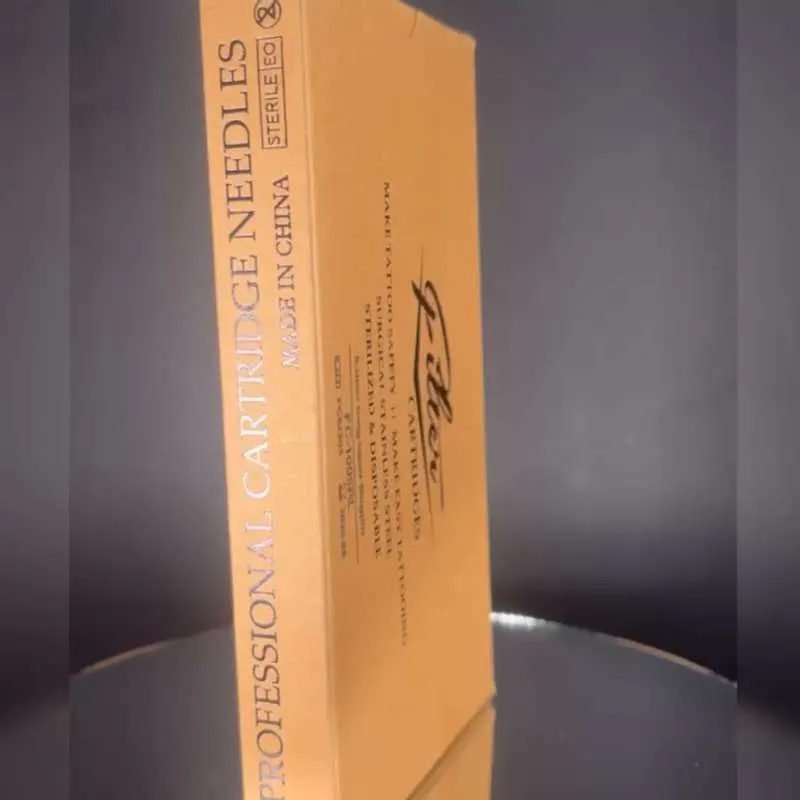 PROFESSIONAL CARTRIDGE NEEDLES
MADE IN CHINA
STERILE EO
Filter
CARTRIDGES
MAKE TATTOO SAFETY MAKE EASY TATTOOING
SURGICAL STAINLESS STEEL
STERILIZED & DISPOSABLE